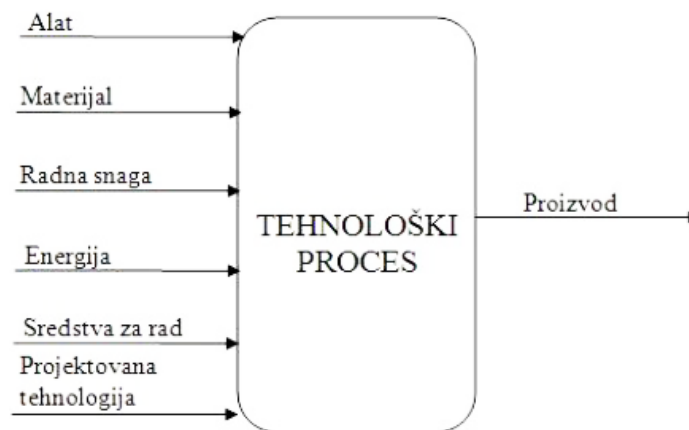 Alat
Materijal
Radna snaga
Energija
Sredstva za rad
Projektovana
tehnologija
TEHNOLOŠKI
PROCES
Proizvod